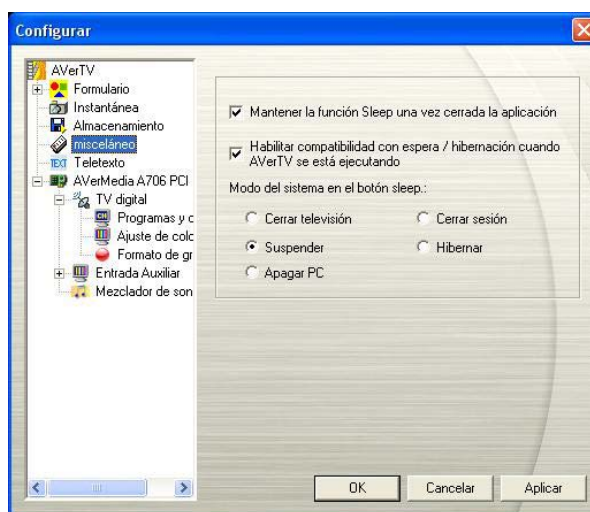 Configurar
AVerTV
Formulario
Instantánea
Almacenamiento
misceláneo
TEXT Teletexto
AVerMedia A706 PCI
TV digital
Programas y c
Ajuste de colc
Formato de gr
Entrada Auxiliar
Mezclador de son
Mantener la función Sleep una vez cerrada la aplicación
Habilitar compatibilidad con espera / hibernación cuando
AVerTV se está ejecutando
Modo del sistema en el botón sleep.:
Cerrar televisión
Cerrar sesión
Suspender
Hibernar
Apagar PC
OK
Cancelar
Aplicar